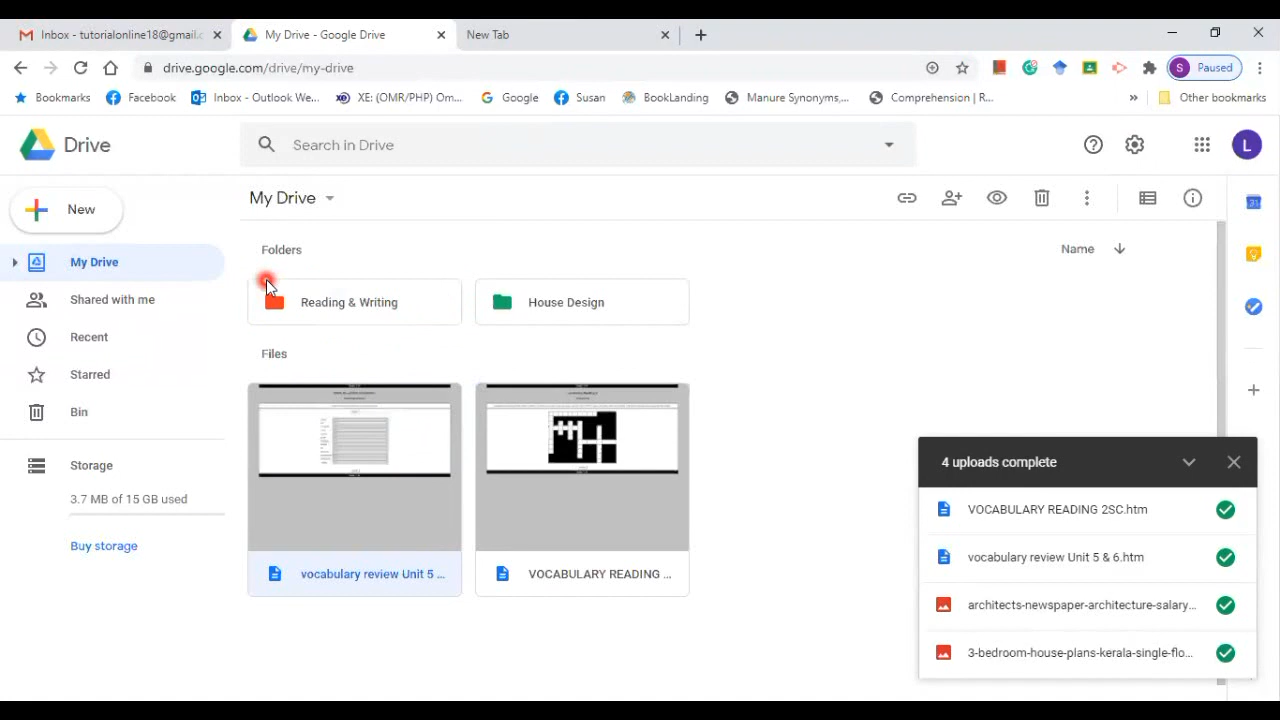 Inbox - tutorialonline18@gmail.c
My Drive - Google Drive
New Tab
drive.google.com/drive/my-drive
S Paused
Bookmarks
Facebook
Inbox - Outlook We...
XE: (OMR/PHP) Om...
Google
Susan
BookLanding
Manure Synonyms,...
Comprehension | R...
Other bookmarks
Drive
Search in Drive
L
New
My Drive
My Drive
Shared with me
Recent
Starred
Bin
Storage
3.7 MB of 15 GB used
Buy storage
Folders
Name
Reading & Writing
House Design
Files
vocabulary review Unit 5 ...
VOCABULARY READING ...
4 uploads complete
VOCABULARY READING 2SC.htm
vocabulary review Unit 5 & 6.htm
architects-newspaper-architecture-salary...
3-bedroom-house-plans-kerala-single-flo...
31